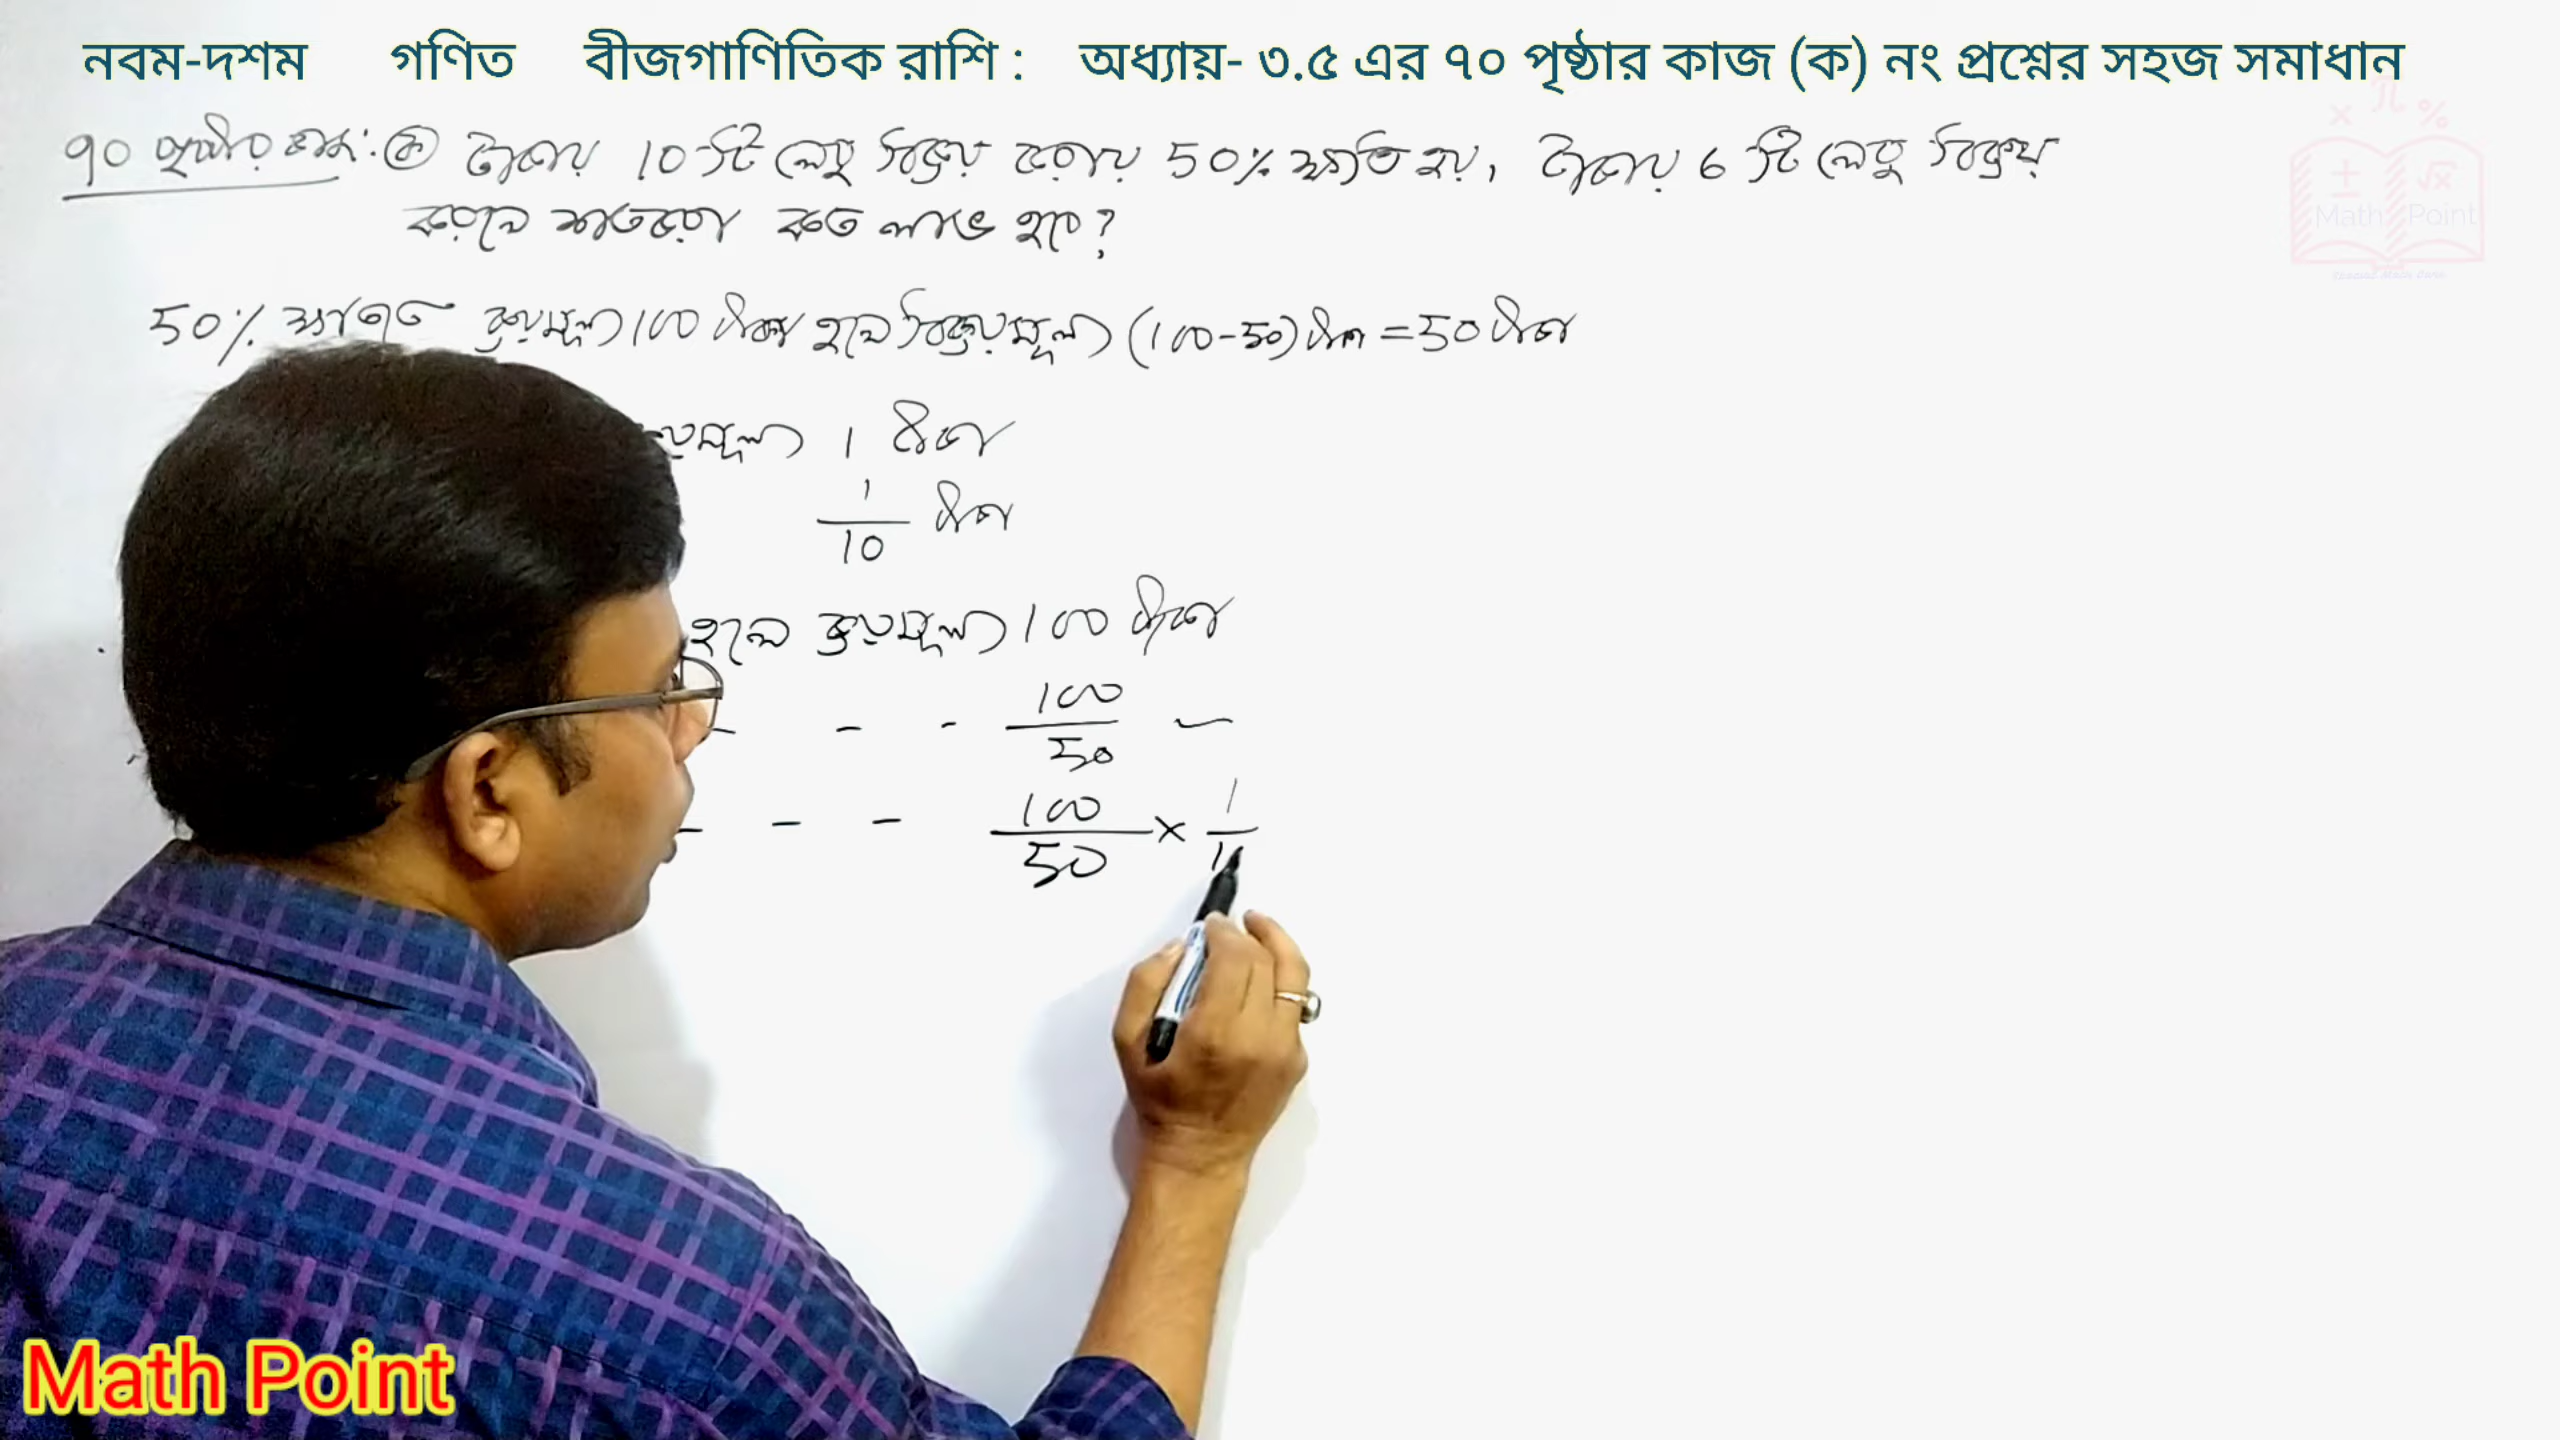 নবম-দশম গণিত বীজগাণিতিক রাশি : অধ্যায়- ৩.৫ এর ৭০ পৃষ্ঠার কাজ (ক) নং প্রশ্নের সহজ সমাধান
৭০ পৃষ্ঠার কাজ: (ক) টাকায় 10 টি লেবু বিক্রয় করায় 50% ক্ষতি হয়, টাকায় 6 টি লেবু বিক্রয়
করলে শতকরা কত লাভ হবে?
Math Point
50% ক্ষতিতে ক্রয়মূল্য 100 টাকা হলে বিক্রয়মূল্য (100-50) টাকা = 50 টাকা
য়মূল্য 1 টাকা
1/10 টাকা
হলে ক্রয়মূল্য 100 টাকা
- - - 100/50 -
- - - 100/50 × 1/1
Math Point